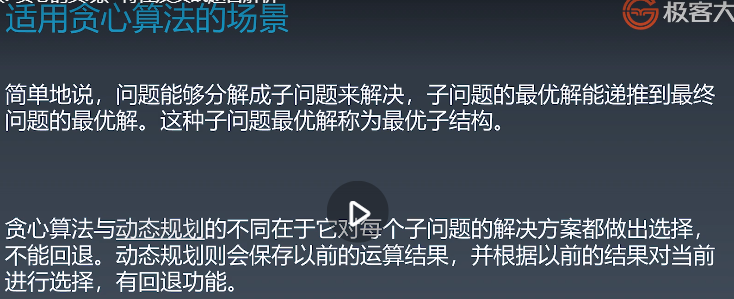 适用贪心算法的场景
极客大
简单地说，问题能够分解成子问题来解决，子问题的最优解能递推到最终
问题的最优解。这种子问题最优解称为最优子结构。
贪心算法与动态规划的不同在于它对每个子问题的解决方案都做出选择，
不能回退。动态规划则会保存以前的运算结果，并根据以前的结果对当前
进行选择，有回退功能。